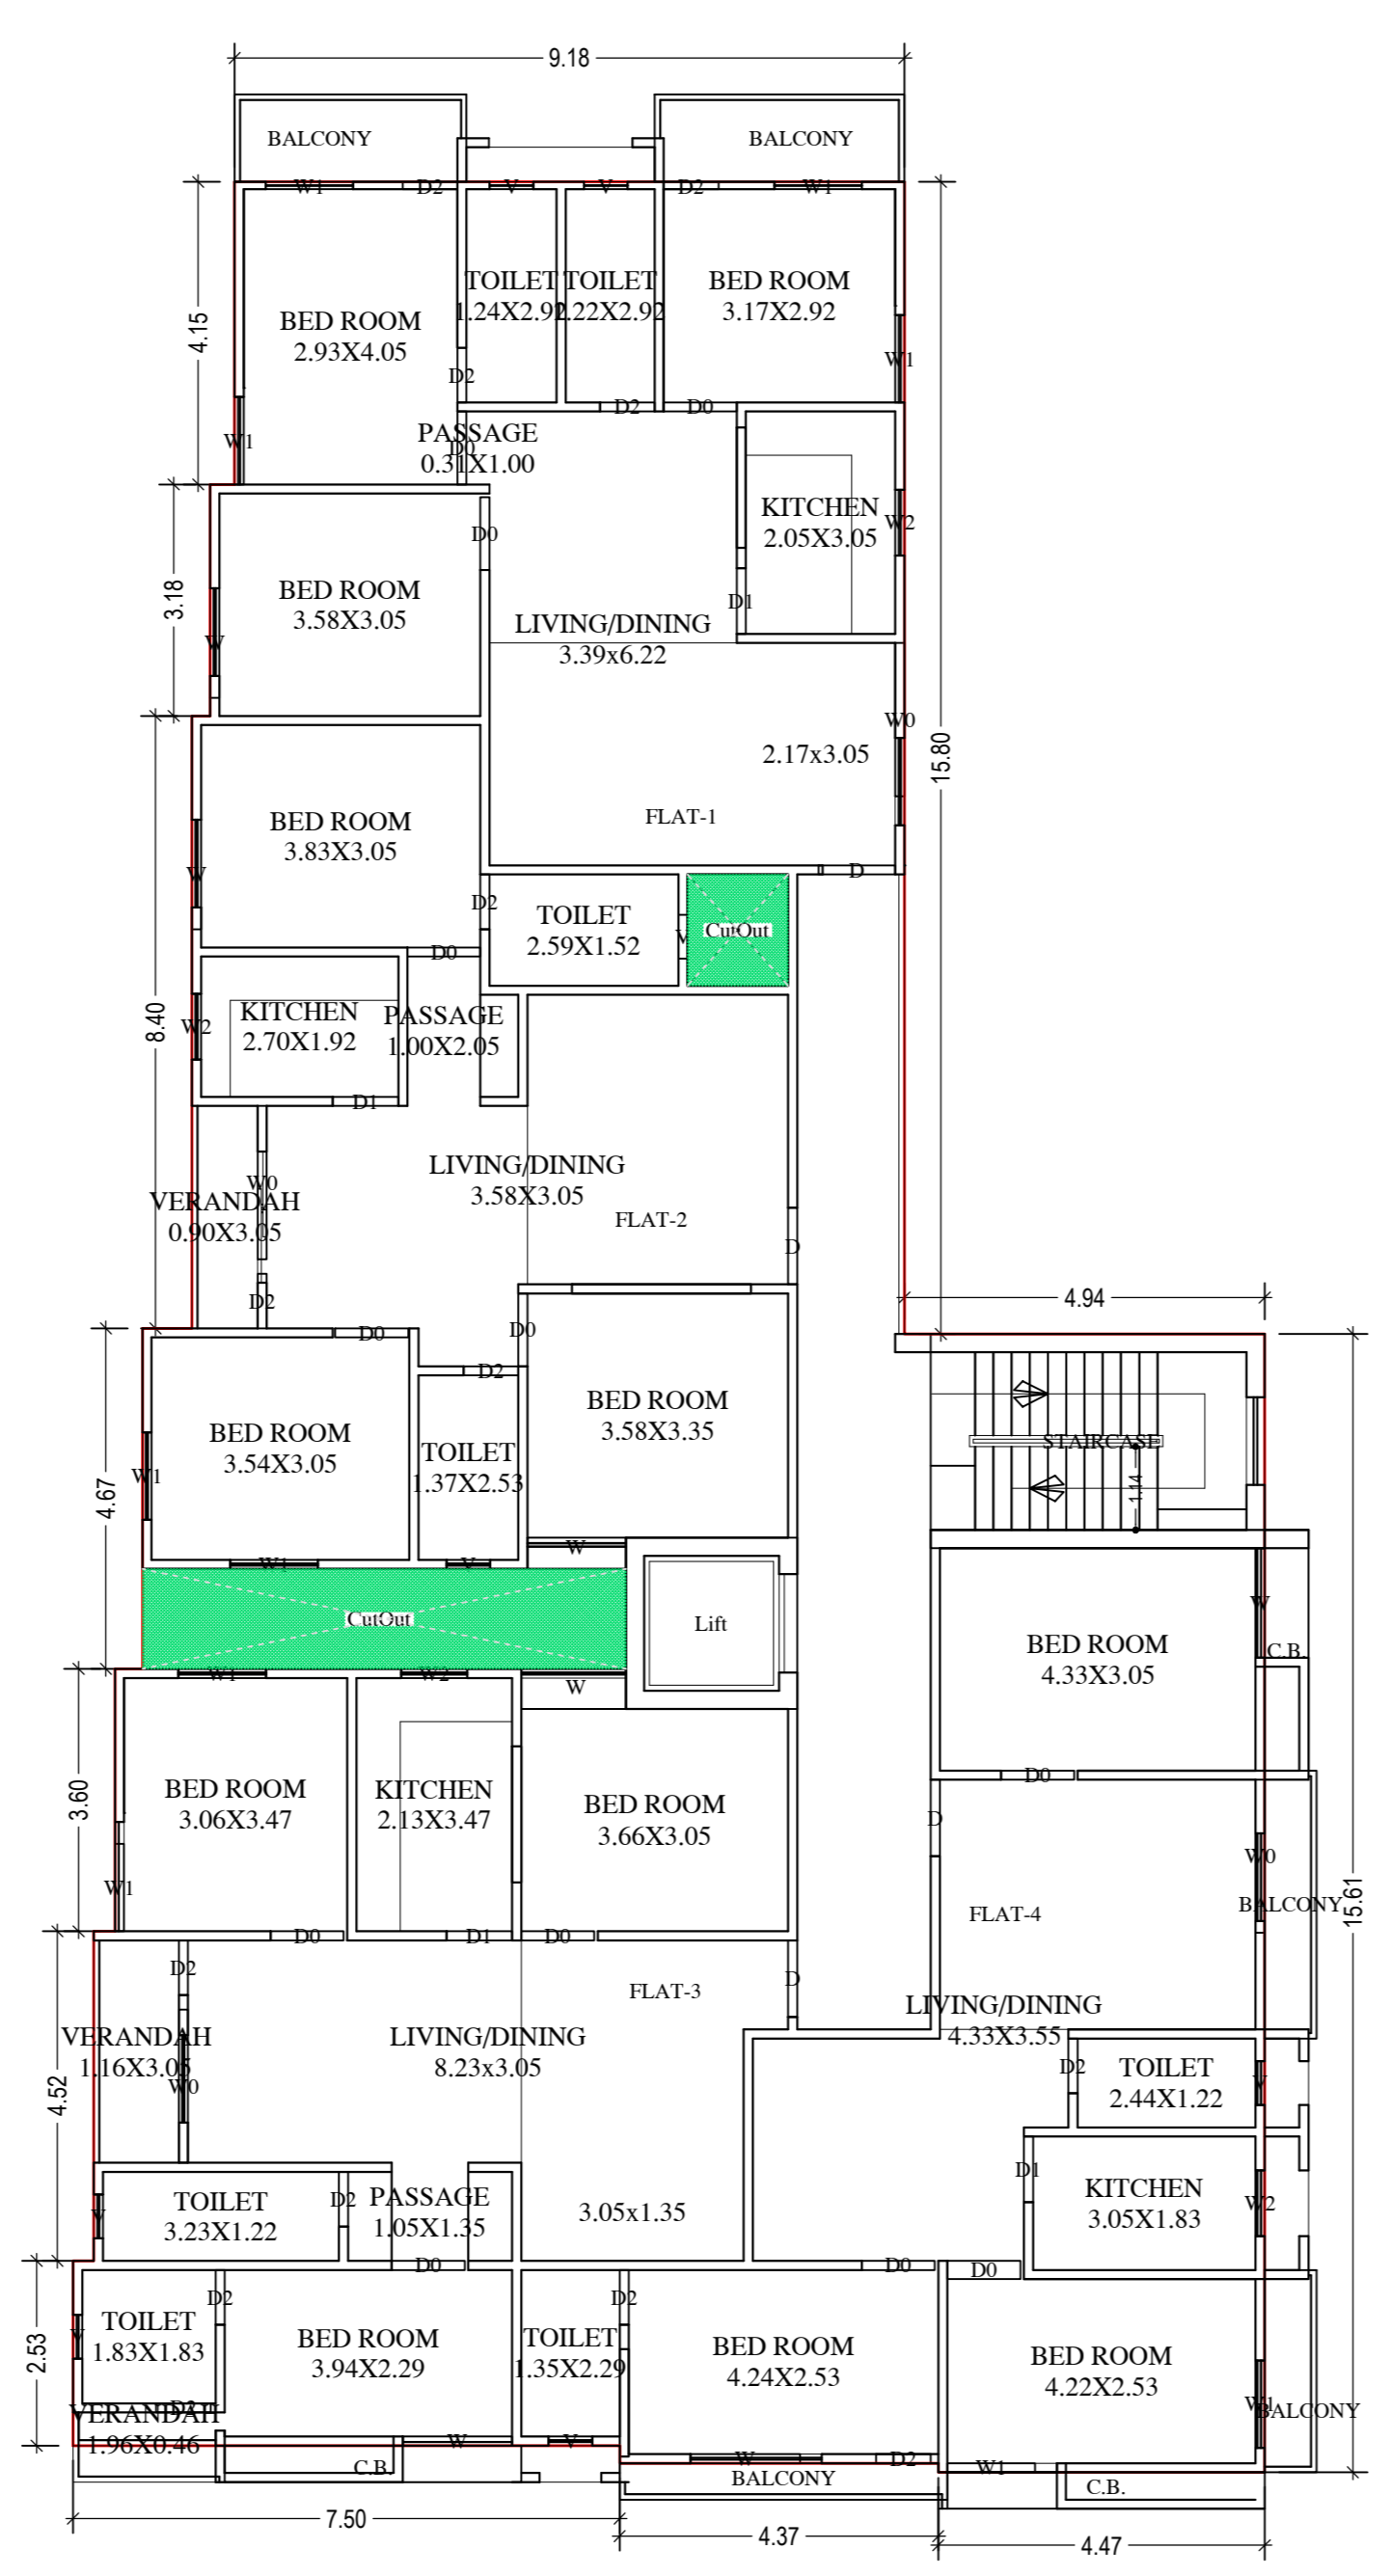 9.18
BALCONY
BALCONY
W1
D2
V
V
D2
W1
4.15
TOILET
1.24X2.92
TOILET
1.22X2.92
BED ROOM
3.17X2.92
BED ROOM
2.93X4.05
W1
D2
D2
D0
W1
PASSAGE
0.31X1.00
D0
KITCHEN
2.05X3.05
W2
D0
3.18
BED ROOM
3.58X3.05
D1
LIVING/DINING
3.39x6.22
W
W0
15.80
2.17x3.05
FLAT-1
BED ROOM
3.83X3.05
W
D
D2
TOILET
2.59X1.52
V
CutOut
D0
8.40
KITCHEN
2.70X1.92
W2
PASSAGE
1.00X2.05
D1
LIVING/DINING
3.58X3.05
W0
VERANDAH
0.90X3.05
FLAT-2
D
D2
4.94
D0
D0
D2
BED ROOM
3.58X3.35
BED ROOM
3.54X3.05
TOILET
1.37X2.53
STAIRCASE
1.14
W1
4.67
W
W1
V
CutOut
Lift
W
BED ROOM
4.33X3.05
C.B.
W1
W2
W
D0
3.60
BED ROOM
3.06X3.47
KITCHEN
2.13X3.47
BED ROOM
3.66X3.05
D
W0
W1
BALCONY
15.61
FLAT-4
D0
D1
D0
D2
D
FLAT-3
LIVING/DINING
4.33X3.55
VERANDAH
1.16X3.05
LIVING/DINING
8.23x3.05
W0
4.52
D2
TOILET
2.44X1.22
V
D1
KITCHEN
3.05X1.83
W2
V
TOILET
3.23X1.22
D2
PASSAGE
1.05X1.35
3.05x1.35
D0
D0
D0
2.53
TOILET
1.83X1.83
V
D2
BED ROOM
3.94X2.29
D2
TOILET
1.35X2.29
BED ROOM
4.24X2.53
BED ROOM
4.22X2.53
W1
BALCONY
D2
VERANDAH
1.96X0.46
W
V
W
D2
W1
C.B.
BALCONY
C.B.
7.50
4.37
4.47